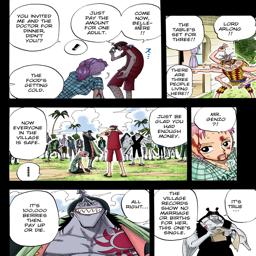 LORD
ARLONG
!!
THE
TABLE'S
SET FOR
THREE!!
THERE
ARE THREE
PEOPLE
LIVING
HERE!!
COME
NOW,
BELLE-
MÈRE
!!
JUST
PAY THE
AMOUNT
FOR ONE
ADULT.
YOU INVITED
ME AND THE
DOCTOR FOR
DINNER,
DIDN'T
YOU!?
THE
FOOD'S
GETTING
COLD.
MR.
GENZO
?!
JUST BE
GLAD YOU
HAD
ENOUGH
MONEY.
NOW
EVERYONE
IN THE
VILLAGE
IS SAFE.
IT'S
TRUE...
THE
VILLAGE
RECORDS
SHOW NO
MARRIAGE
OR BIRTHS
FOR HER.
THIS ONE'S
SINGLE.
ALL
RIGHT...
IT'S
100,000
BERRIES
THEN.
PAY UP
OR DIE.